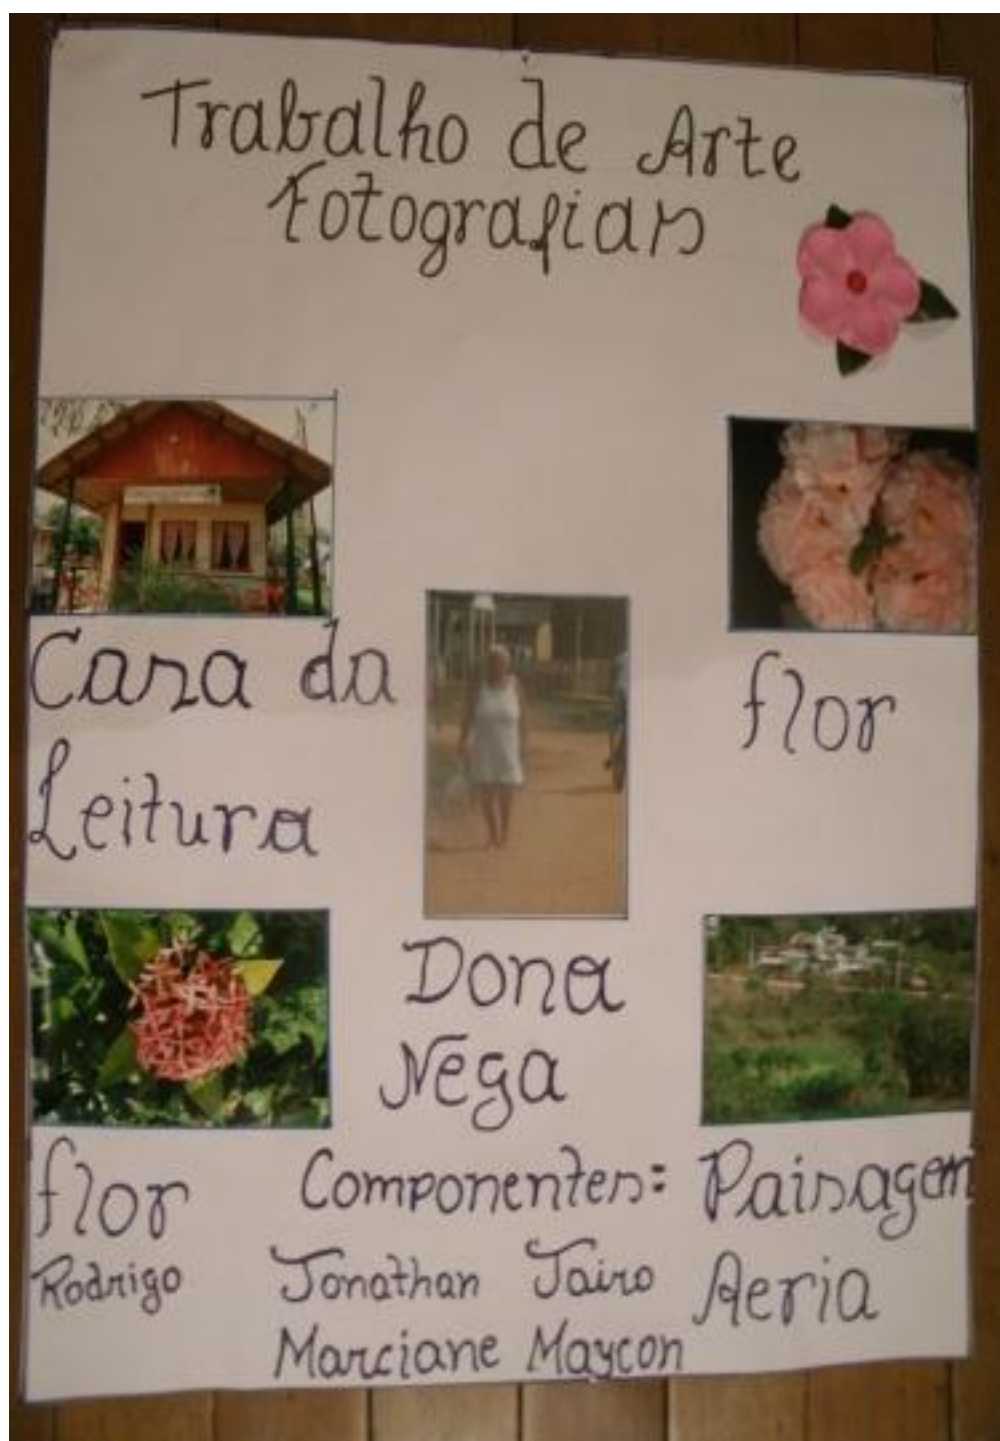 Trabalho de Arte
Fotografias
Casa da
Leitura
flor
Dona
Nega
flor
Componentes:
Rodrigo
Jonathan Jairo
Marciane Maycon
Paisagem
Aeria